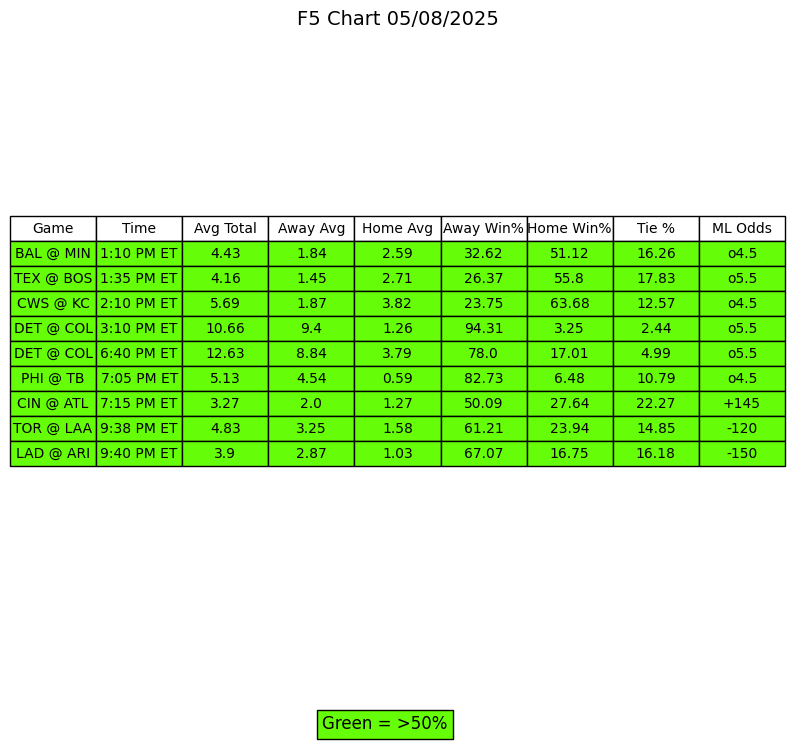 F5 Chart 05/08/2025
Game Time Avg Total Away Avg Home Avg Away Win% Home Win% Tie % ML Odds
BAL @ MIN 1:10 PM ET 4.43 1.84 2.59 32.62 51.12 16.26 o4.5
TEX @ BOS 1:35 PM ET 4.16 1.45 2.71 26.37 55.8 17.83 o5.5
CWS @ KC 2:10 PM ET 5.69 1.87 3.82 23.75 63.68 12.57 o4.5
DET @ COL 3:10 PM ET 10.66 9.4 1.26 94.31 3.25 2.44 o5.5
DET @ COL 6:40 PM ET 12.63 8.84 3.79 78.0 17.01 4.99 o5.5
PHI @ TB 7:05 PM ET 5.13 4.54 0.59 82.73 6.48 10.79 o4.5
CIN @ ATL 7:15 PM ET 3.27 2.0 1.27 50.09 27.64 22.27 +145
TOR @ LAA 9:38 PM ET 4.83 3.25 1.58 61.21 23.94 14.85 -120
LAD @ ARI 9:40 PM ET 3.9 2.87 1.03 67.07 16.75 16.18 -150
Green = >50%